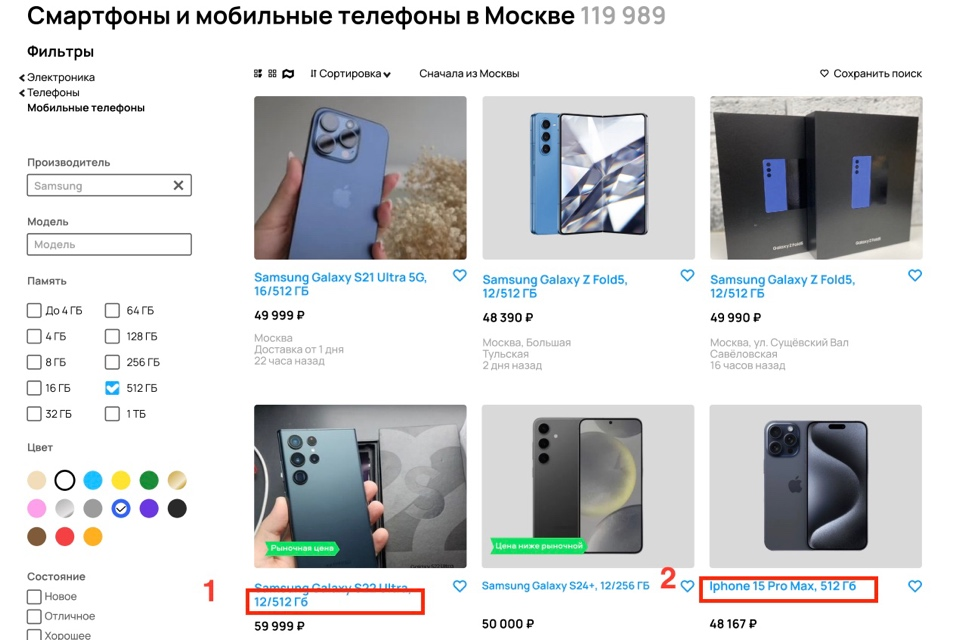 Смартфоны и мобильные телефоны в Москве 119 989
Фильтры
Электроника
Телефоны
Мобильные телефоны
Сортировка
Сначала из Москвы
Сохранить поиск
Производитель
Samsung
Модель
Модель
Память
До 4 ГБ
64 ГБ
4 ГБ
128 ГБ
8 ГБ
256 ГБ
16 ГБ
512 ГБ
32 ГБ
1 ТБ
Цвет
Состояние
Новое
Отличное
Хорошее
Samsung Galaxy S21 Ultra 5G,
16/512 ГБ
49 999 ₽
Москва
Доставка от 1 дня
22 часа назад
Samsung Galaxy Z Fold5,
12/512 ГБ
48 390 ₽
Москва, Большая
Тульская
2 дня назад
Galaxy Z Fold5
Galaxy Z Fold5
Samsung Galaxy Z Fold5,
12/512 ГБ
49 990 ₽
Москва, ул. Сущёвский Вал
Савёловская
16 часов назад
Рыночная цена
1
Samsung Galaxy S22 Ultra,
12/512 Гб
59 999 ₽
Цена ниже рыночной
Samsung Galaxy S24+, 12/256 ГБ
50 000 ₽
2
Iphone 15 Pro Max, 512 Гб
48 167 ₽